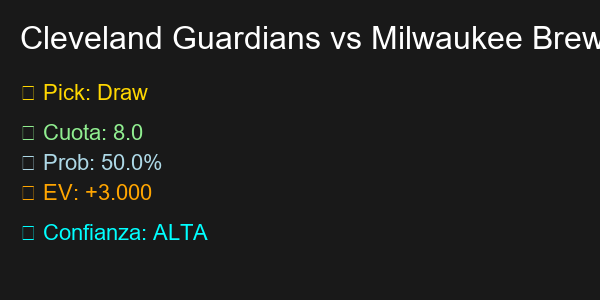 Cleveland Guardians vs Milwaukee Brew
Pick: Draw
Cuota: 8.0
Prob: 50.0%
EV: +3.000
Confianza: ALTA